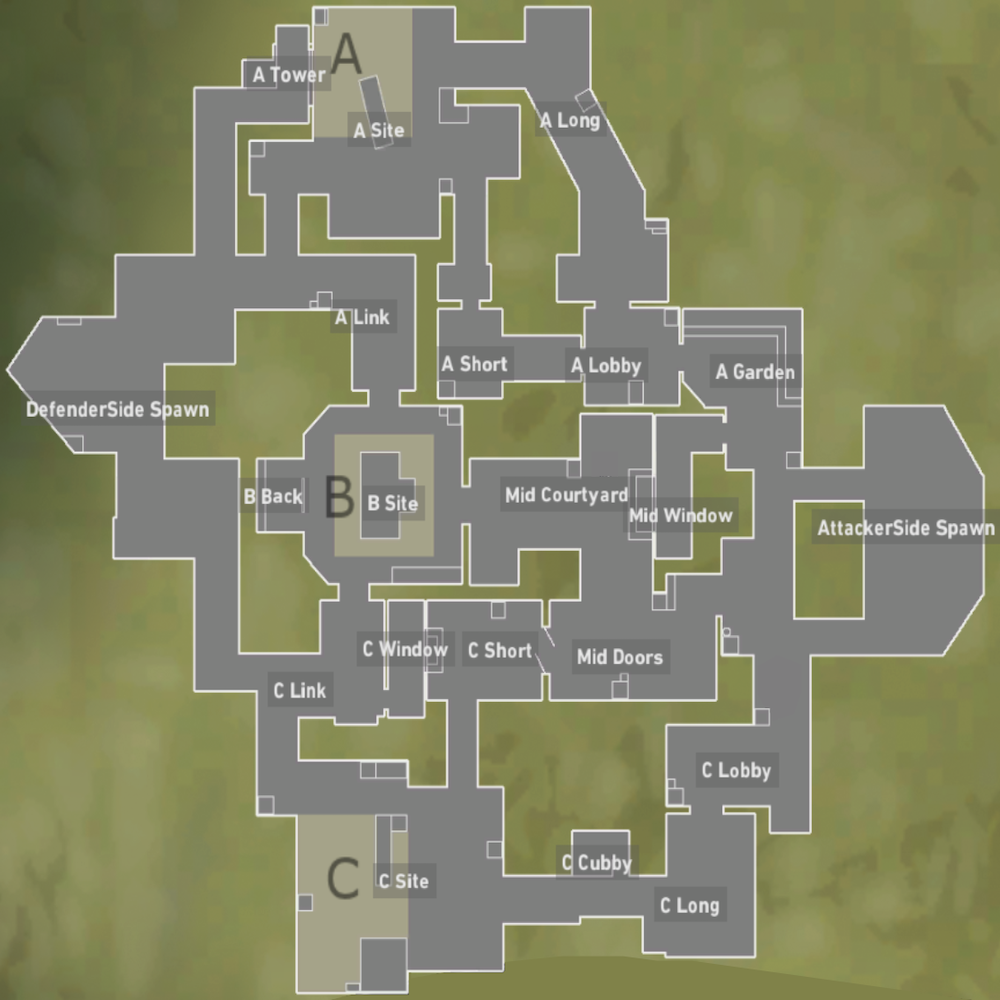 A
A Tower
A Site
A Long
A Link
A Short
A Lobby
A Garden
DefenderSide Spawn
B
B Back
B Site
Mid Courtyard
Mid Window
AttackerSide Spawn
C Window
C Short
Mid Doors
C Link
C Lobby
C
C Site
C Cubby
C Long